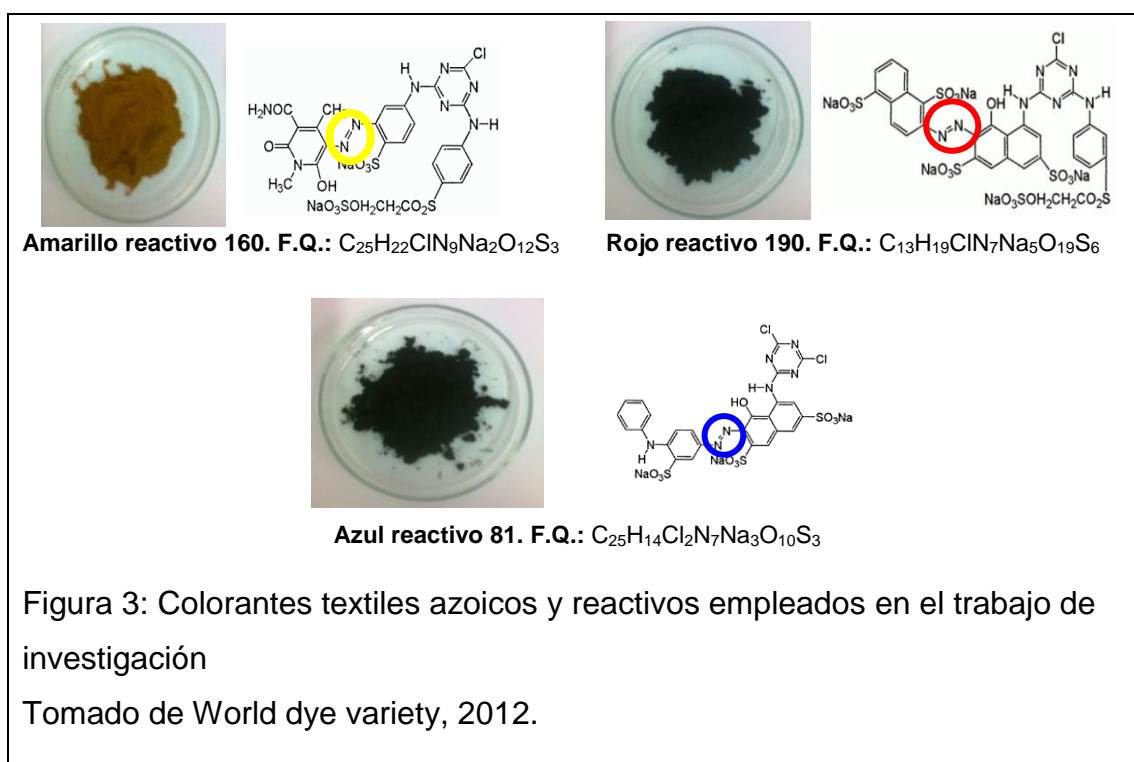 Cl
H
N
N
N
N
N
N
H
H₂NOC
CH
N
N
O
N
H₃C
OH
NaO₃S
S
NaO₃SOH₂CH₂CO₂S
Cl
N
N
N
N
N
H
H
SO₃Na
NaO₃S
OH
N
N
NaO₃S
SO₃Na
NaO₃SOH₂CH₂CO₂S
Amarillo reactivo 160. F.Q.: C₂₅H₂₂ClN₉Na₂O₁₂S₃
Rojo reactivo 190. F.Q.: C₁₃H₁₉ClN₇Na₅O₁₉S₆
Cl
N
N
N
Cl
H-N
HO
SO₃Na
N
N
N
H
NaO₃S
NaO₃S
Azul reactivo 81. F.Q.: C₂₅H₁₄Cl₂N₇Na₃O₁₀S₃
Figura 3: Colorantes textiles azoicos y reactivos empleados en el trabajo de
investigación
Tomado de World dye variety, 2012.